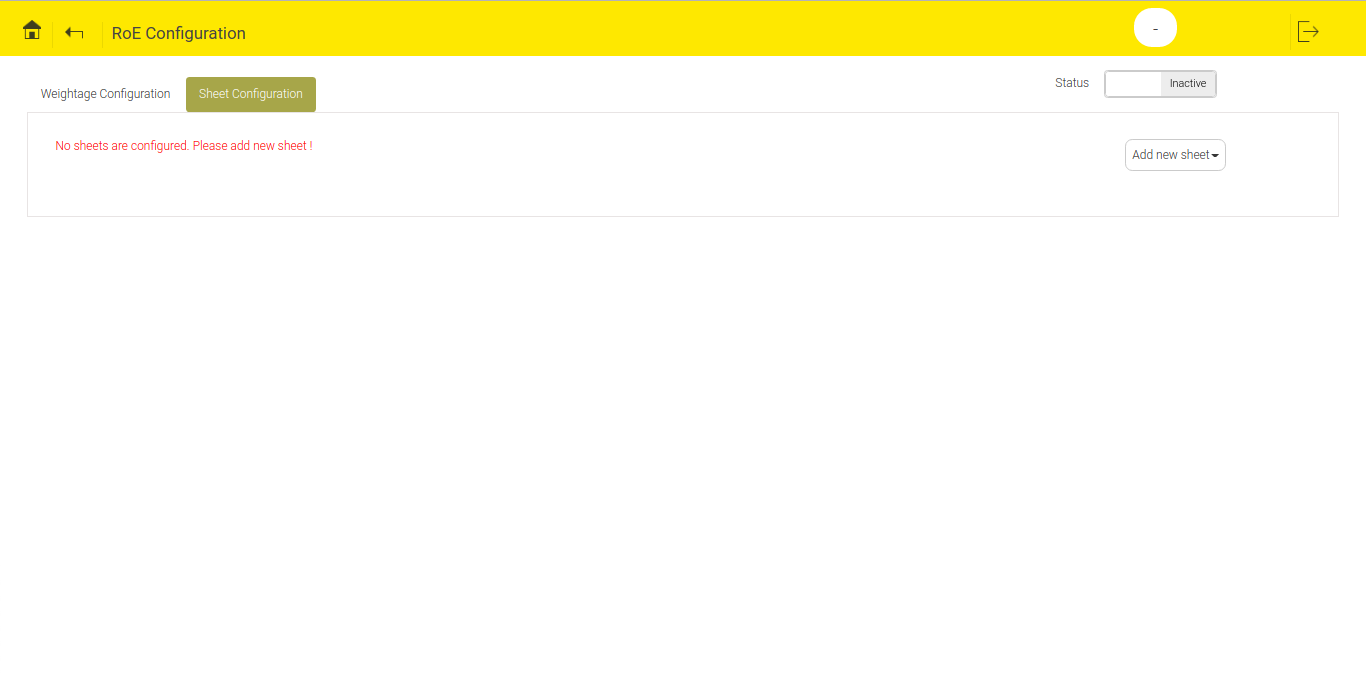 RoE Configuration
-
Weightage Configuration
Sheet Configuration
Status
Inactive
No sheets are configured. Please add new sheet !
Add new sheet